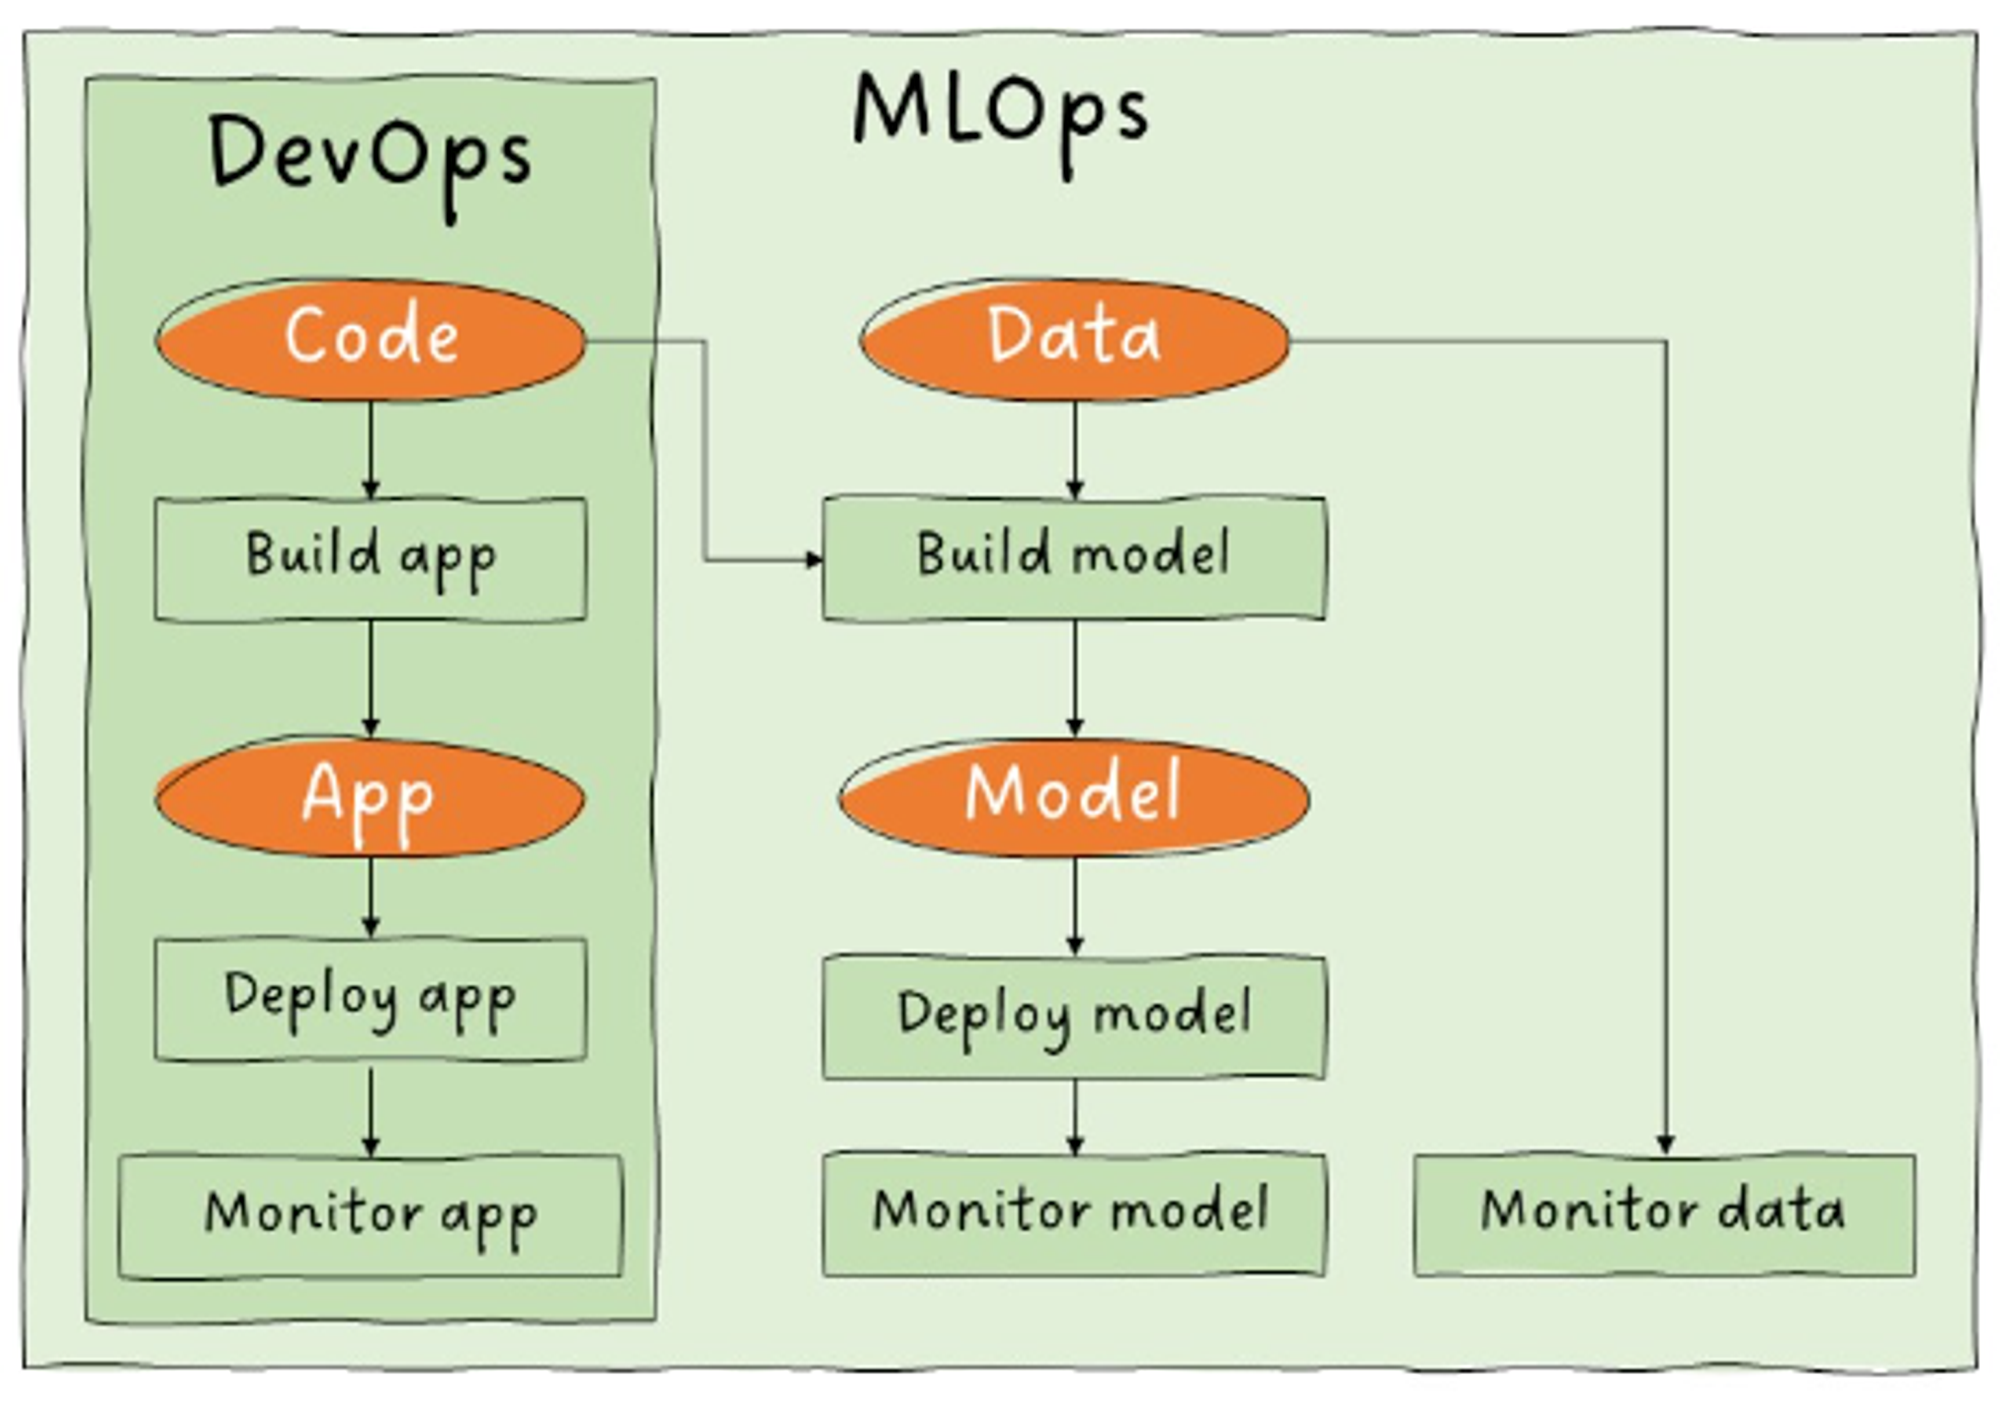 MLOps
DevOps
Code
Data
Build app
Build model
App
Model
Deploy app
Deploy model
Monitor app
Monitor model
Monitor data